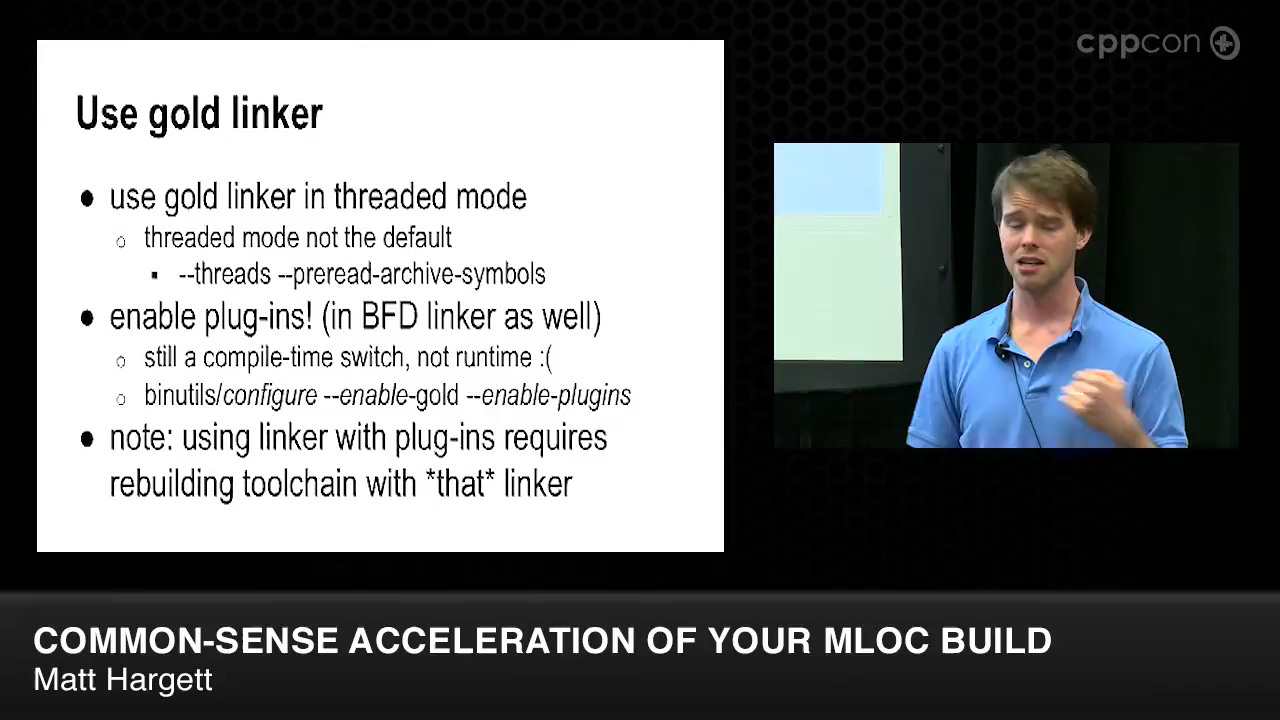 cppcon
Use gold linker
● use gold linker in threaded mode
○ threaded mode not the default
▪ --threads --preread-archive-symbols
● enable plug-ins! (in BFD linker as well)
○ still a compile-time switch, not runtime :(
○ binutils/configure --enable-gold --enable-plugins
● note: using linker with plug-ins requires
rebuilding toolchain with *that* linker
COMMON-SENSE ACCELERATION OF YOUR MLOC BUILD
Matt Hargett